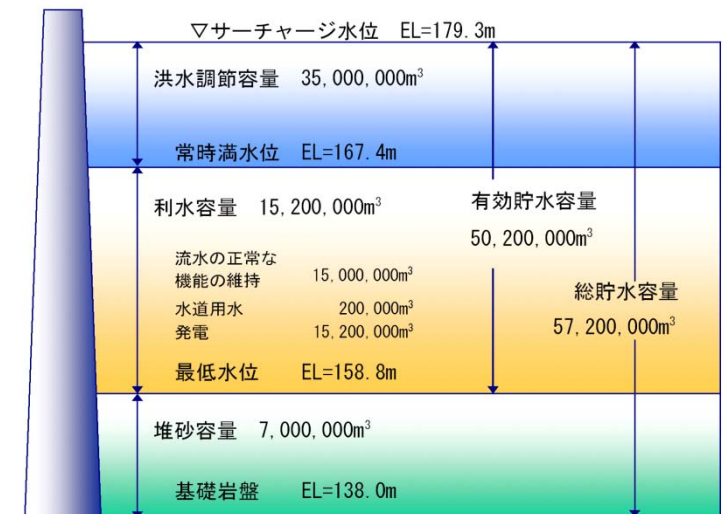 ▽サーチャージ水位 EL=179.3m
洪水調節容量 35,000,000m³
常時満水位 EL=167.4m
利水容量 15,200,000m³
流水の正常な
機能の維持 15,000,000m³
水道用水 200,000m³
発電 15,200,000m³
最低水位 EL=158.8m
有効貯水容量
50,200,000m³
総貯水容量
57,200,000m³
堆砂容量 7,000,000m³
基礎岩盤 EL=138.0m